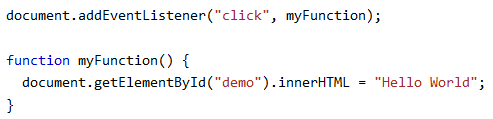 document.addEventListener("click", myFunction);

function myFunction() {
  document.getElementById("demo").innerHTML = "Hello World";
}